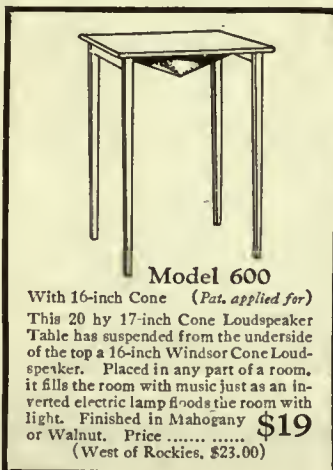 Model 600
With 16-inch Cone (Pat. applied for)
This 20 by 17-inch Cone Loudspeaker
Table has suspended from the underside
of the top a 16-inch Windsor Cone Loud-
speaker. Placed in any part of a room,
it fills the room with music just as an in-
verted electric lamp floods the room with
light. Finished in Mahogany
or Walnut. Price ....... ...... $19
(West of Rockies, $23.00)